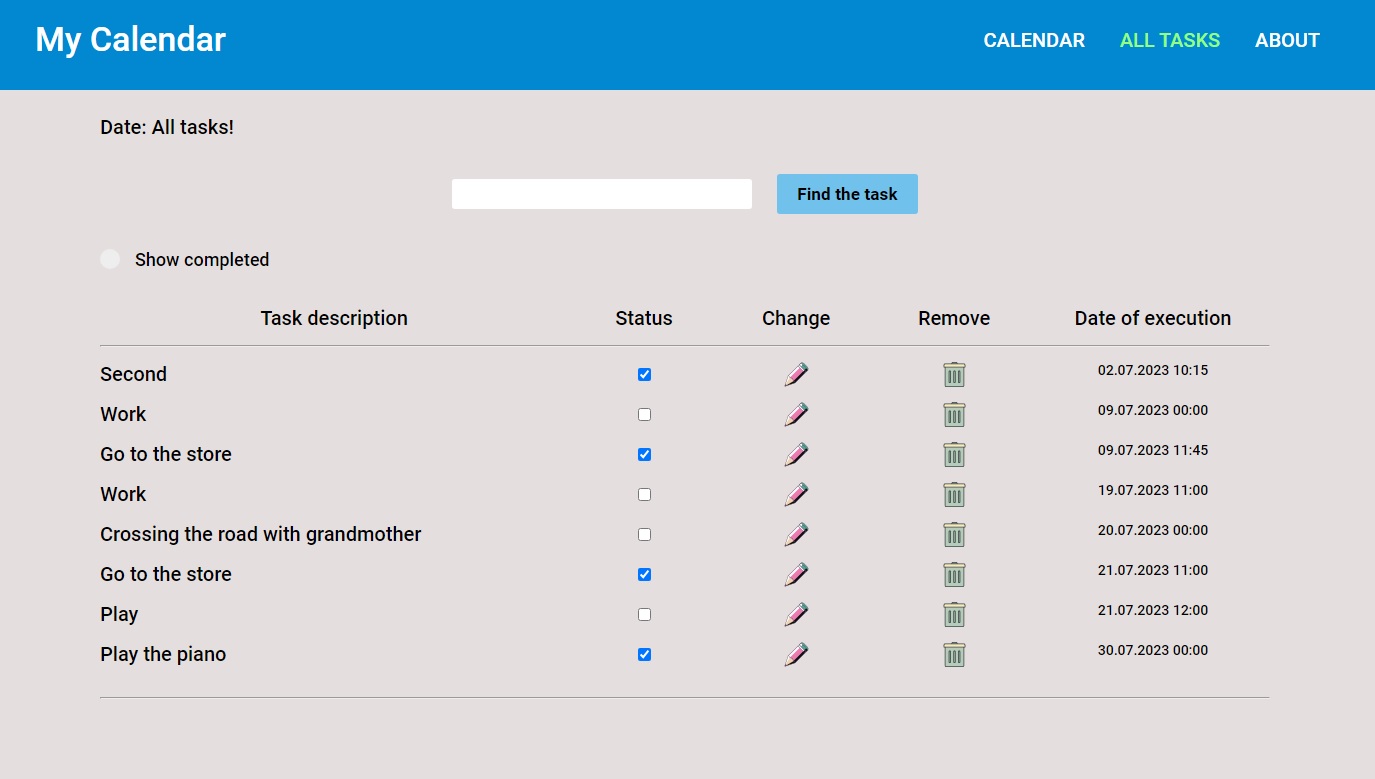 My Calendar CALENDAR ALL TASKS ABOUT
Date: All tasks!
Find the task
Show completed
Task description Status Change Remove Date of execution
Second 02.07.2023 10:15
Work 09.07.2023 00:00
Go to the store 09.07.2023 11:45
Work 19.07.2023 11:00
Crossing the road with grandmother 20.07.2023 00:00
Go to the store 21.07.2023 11:00
Play 21.07.2023 12:00
Play the piano 30.07.2023 00:00